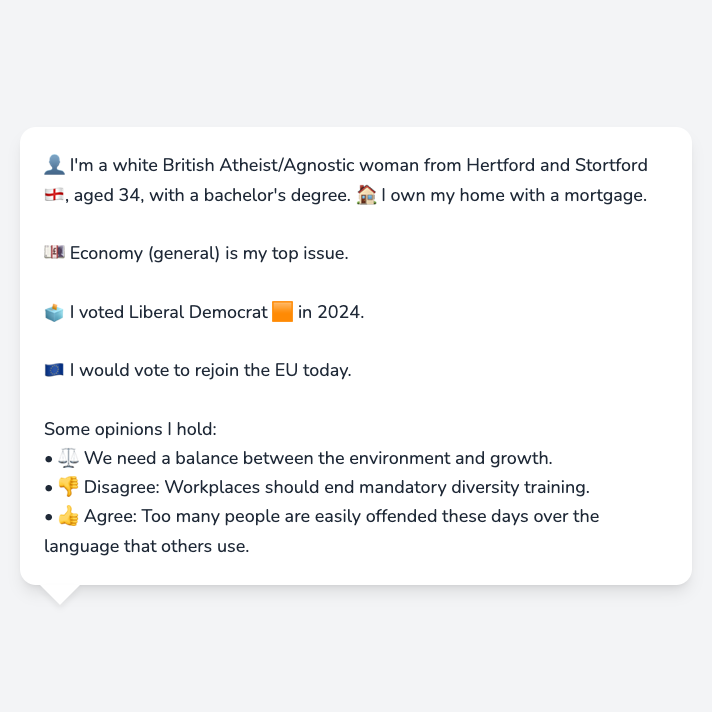 👤 I'm a white British Atheist/Agnostic woman from Hertford and Stortford
🏴󠁧󠁢󠁥󠁮󠁧󠁿, aged 34, with a bachelor's degree. 🏠 I own my home with a mortgage.
💷 Economy (general) is my top issue.
🗳️ I voted Liberal Democrat 🟧 in 2024.
🇪🇺 I would vote to rejoin the EU today.
Some opinions I hold:
• ⚖️ We need a balance between the environment and growth.
• 👎 Disagree: Workplaces should end mandatory diversity training.
• 👍 Agree: Too many people are easily offended these days over the
language that others use.